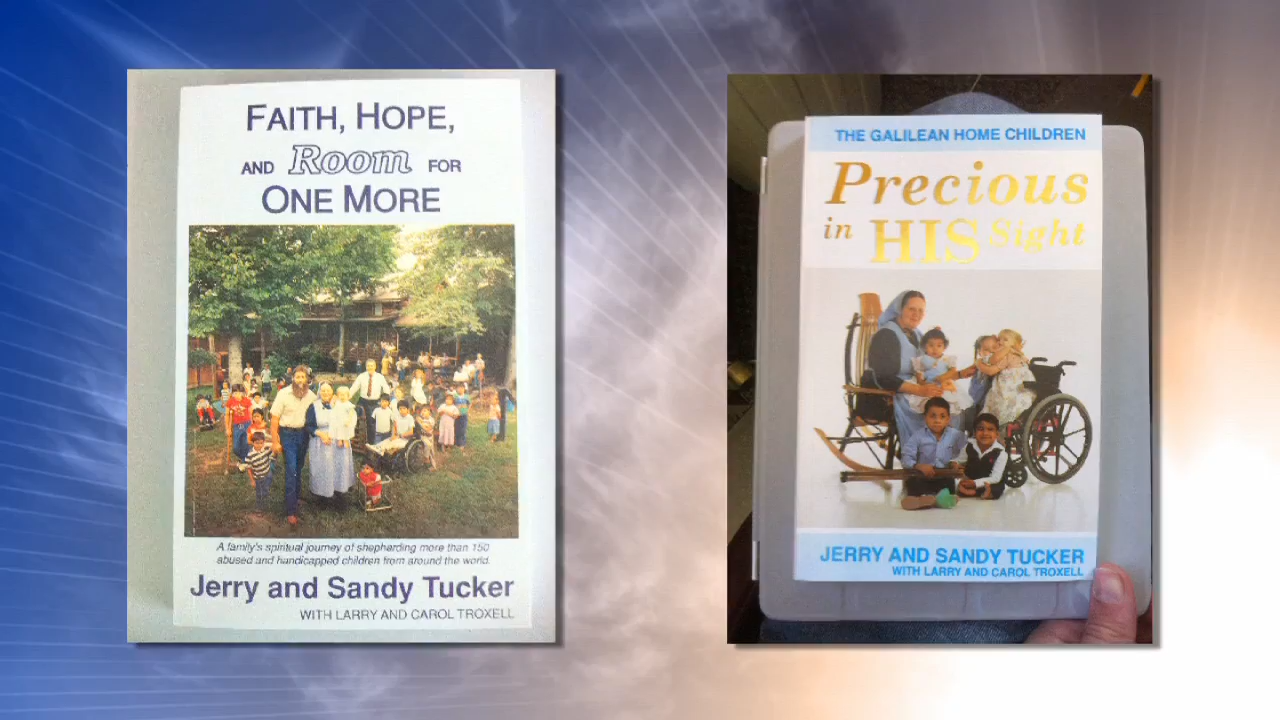 FAITH, HOPE,
AND Room FOR
ONE MORE
A family's spiritual journey of shepherding more than 150
abused and handicapped children from around the world.
Jerry and Sandy Tucker
WITH LARRY AND CAROL TROXELL
THE GALILEAN HOME CHILDREN
Precious
in HIS Sight
JERRY AND SANDY TUCKER
WITH LARRY AND CAROL TROXELL